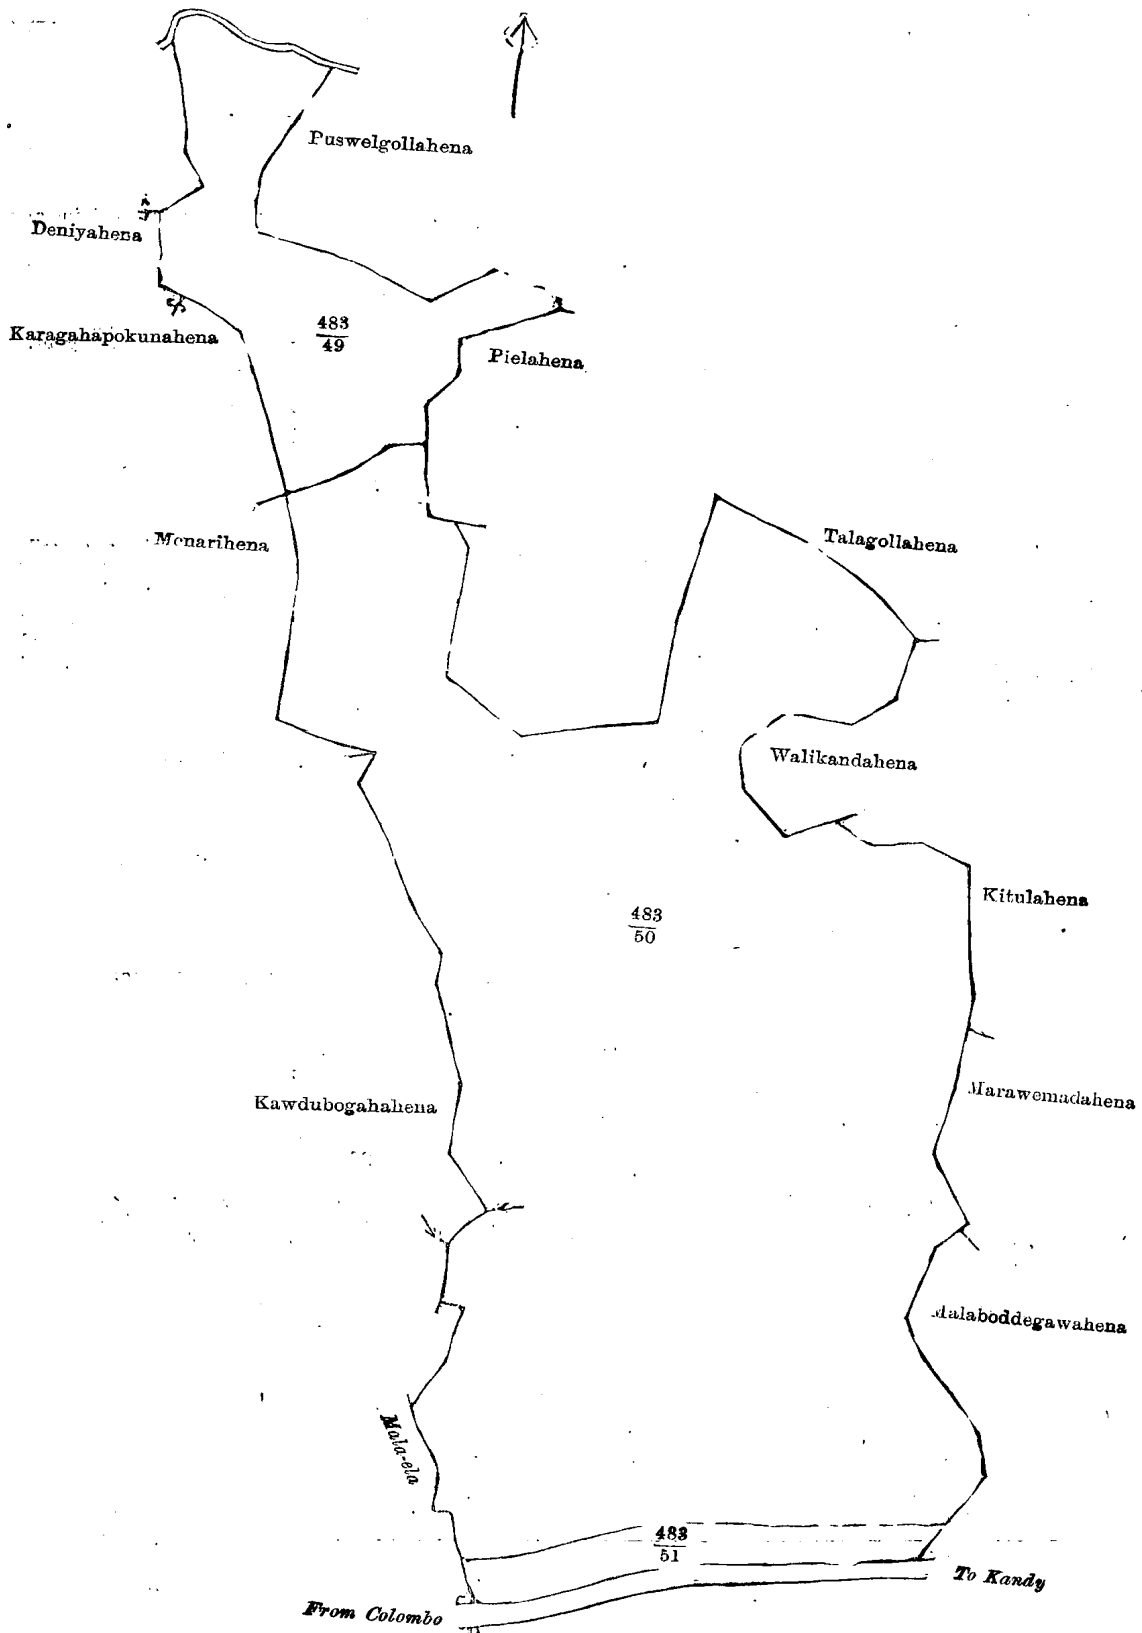 Puswelgollahena
Deniyahena
Karagahapokunahena
483
49
Pielahena
Menarihena
Talagollahena
Walikandahena
Kitulahena
483
50
Marawemadahena
Kawdubogahahena
Malaboddegawahena
Mala-ela
483
51
To Kandy
From Colombo